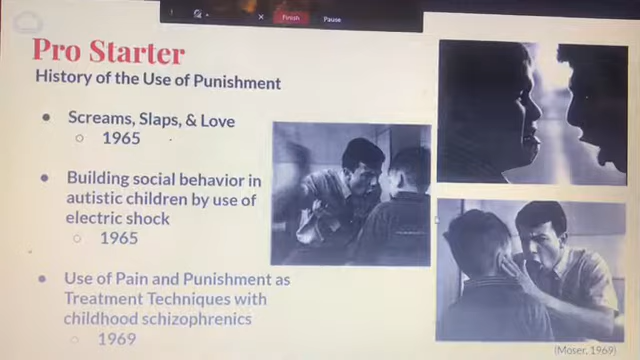 Finish
Pause
Pro Starter
History of the Use of Punishment
● Screams, Slaps, & Love
○ 1965
● Building social behavior in
autistic children by use of
electric shock
○ 1965
● Use of Pain and Punishment as
Treatment Techniques with
childhood schizophrenics
○ 1969
(Moser, 1969)